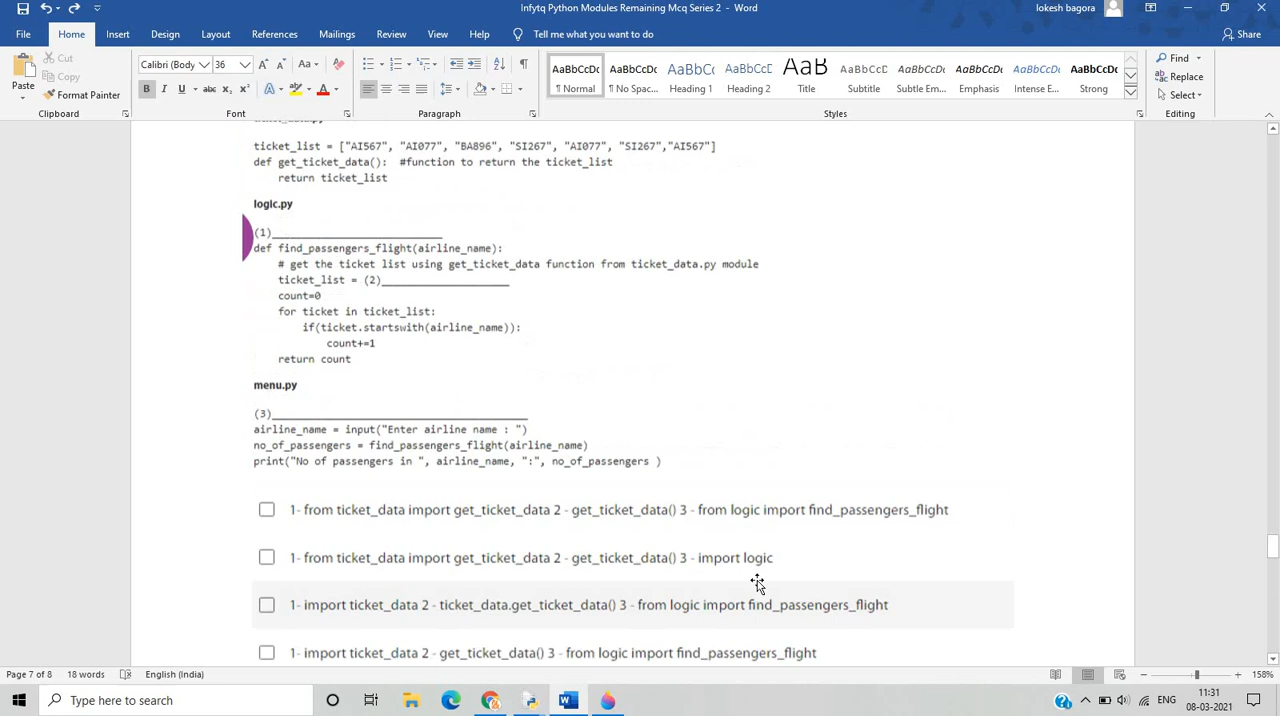 Infytq Python Modules Remaining Mcq Series 2 - Word
lokesh bagora
File Home Insert Design Layout References Mailings Review View Help Tell me what you want to do Share
Paste
Cut
Copy
Format Painter
Clipboard
Calibri (Body 36
Font
Paragraph
AaBbCcDc AaBbCcDc AaBbCc AaBbCcC AaB AaBbCcD AaBbCcDc AaBbCcDc AaBbCcDc AaBbCcDc
¶ Normal ¶ No Spac... Heading 1 Heading 2 Title Subtitle Subtle Em... Emphasis Intense E... Strong
Styles
Find
Replace
Select
Editing
ticket_list = ["AI567", "AI077", "BA896", "SI267", "AI077", "SI267","AI567"]
def get_ticket_data():  #function to return the ticket_list
return ticket_list
logic.py
(1)_________________________
def find_passengers_flight(airline_name):
# get the ticket list using get_ticket_data function from ticket_data.py module
ticket_list = (2)___________________
count=0
for ticket in ticket_list:
if(ticket.startswith(airline_name)):
count+=1
return count
menu.py
(3)______________________________
airline_name = input("Enter airline name : ")
no_of_passengers = find_passengers_flight(airline_name)
print("No of passengers in ", airline_name, ":", no_of_passengers )
1- from ticket_data import get_ticket_data 2 - get_ticket_data() 3 - from logic import find_passengers_flight
1- from ticket_data import get_ticket_data 2 - get_ticket_data() 3 - import logic
1- import ticket_data 2 - ticket_data.get_ticket_data() 3 - from logic import find_passengers_flight
1- import ticket_data 2 - get_ticket_data() 3 - from logic import find_passengers_flight
Page 7 of 8 18 words English (India) 158%
Type here to search
ENG
11:31
08-03-2021